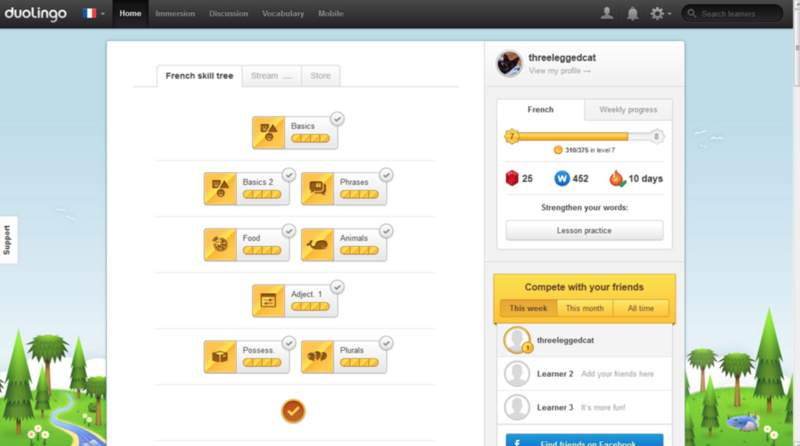 duolingo
Home Immersion Discussion Vocabulary Mobile
Search learners
French skill tree Stream Store
Basics
Basics 2 Phrases
Food Animals
Adject. 1
Possess. Plurals
Support
threeleggedcat
View my profile →
French Weekly progress
7 8
310/375 in level 7
25 W 452 10 days
Strengthen your words:
Lesson practice
Compete with your friends
This week This month All time
1 threeleggedcat
Learner 2 Add your friends here
Learner 3 It's more fun!
f Find friends on Facebook